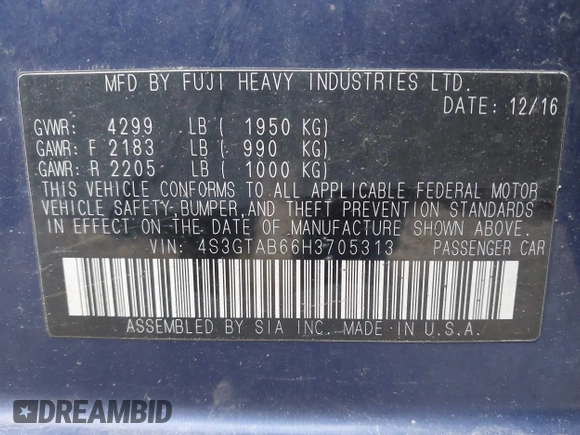 MFD BY FUJI HEAVY INDUSTRIES LTD.
DATE: 12/16
GVWR: 4299 LB ( 1950 KG)
GAWR: F 2183 LB ( 990 KG)
GAWR: R 2205 LB ( 1000 KG)
THIS VEHICLE CONFORMS TO ALL APPLICABLE FEDERAL MOTOR
VEHICLE SAFETY,BUMPER,AND THEFT PREVENTION STANDARDS
IN EFFECT ON THE DATE OF MANUFACTURE SHOWN ABOVE.
VIN: 4S3GTAB66H3705313 PASSENGER CAR
ASSEMBLED BY SIA INC. MADE IN U.S.A.
DREAMBID